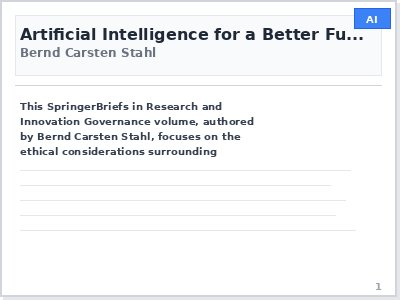 AI
Artificial Intelligence for a Better Fu...
Bernd Carsten Stahl
This SpringerBriefs in Research and
Innovation Governance volume, authored
by Bernd Carsten Stahl, focuses on the
ethical considerations surrounding
1